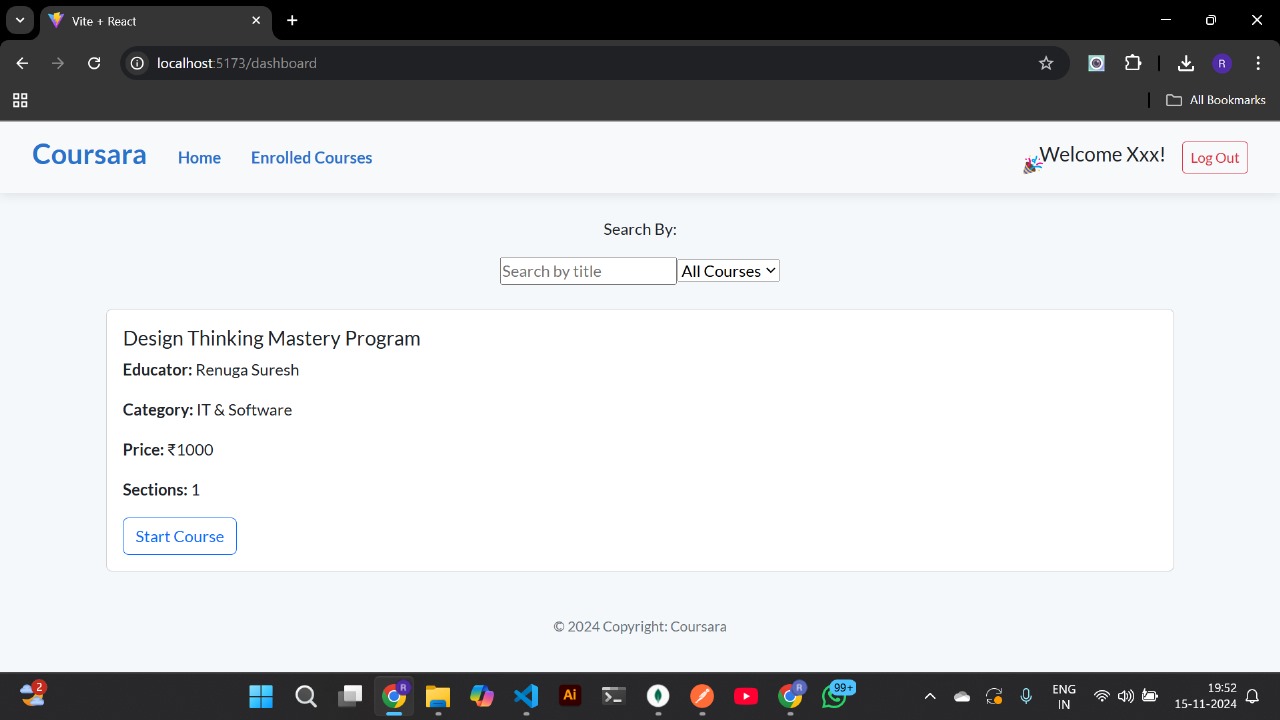 Vite + React
localhost:5173/dashboard
R
All Bookmarks
Coursara
Home
Enrolled Courses
Welcome Xxx!
Log Out
Search By:
Search by title
All Courses
Design Thinking Mastery Program
Educator: Renuga Suresh
Category: IT & Software
Price: ₹1000
Sections: 1
Start Course
© 2024 Copyright: Coursara
2
R
Ai
R
99+
ENG
IN
19:52
15-11-2024